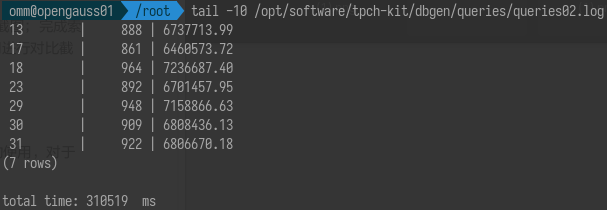 omm@opengauss01 /root tail -10 /opt/software/tpch-kit/dbgen/queries/queries02.log
13 | 888 | 6737713.99
17 | 861 | 6460573.72
18 | 964 | 7236687.40
23 | 892 | 6701457.95
29 | 948 | 7158866.63
30 | 909 | 6808436.13
31 | 922 | 6806670.18
(7 rows)
total time: 310519 ms